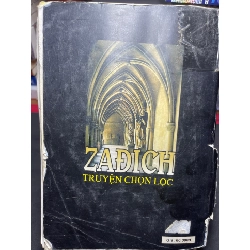 ZAĐICH
TRUYỆN CHỌN LỌC